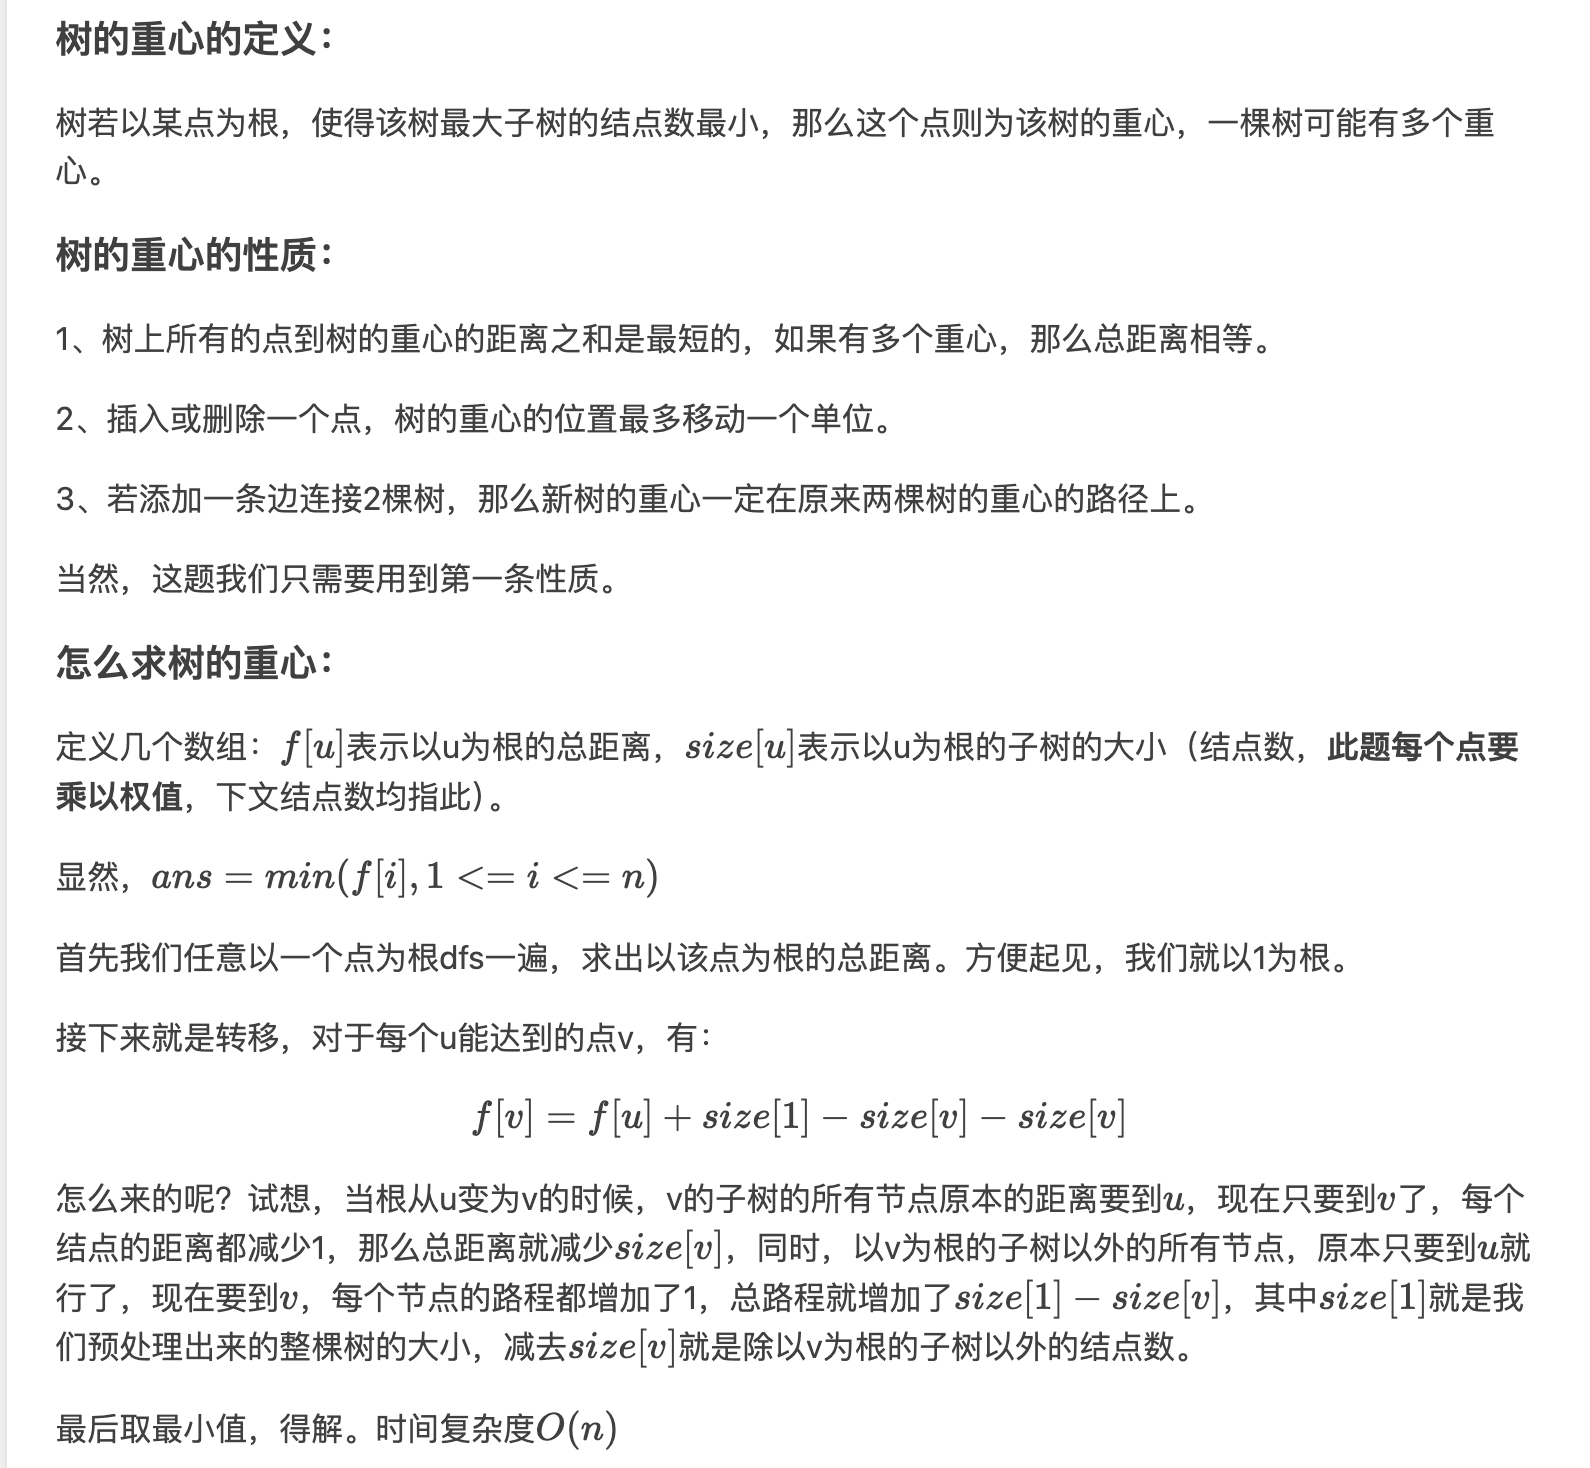 树的重心的定义：
树若以某点为根，使得该树最大子树的结点数最小，那么这个点则为该树的重心，一棵树可能有多个重
心。
树的重心的性质：
1、树上所有的点到树的重心的距离之和是最短的，如果有多个重心，那么总距离相等。
2、插入或删除一个点，树的重心的位置最多移动一个单位。
3、若添加一条边连接2棵树，那么新树的重心一定在原来两棵树的重心的路径上。
当然，这题我们只需要用到第一条性质。
怎么求树的重心：
定义几个数组：f[u]表示以u为根的总距离，size[u]表示以u为根的子树的大小（结点数，此题每个点要
乘以权值，下文结点数均指此）。
显然，ans = min(f[i], 1 <= i <= n)
首先我们任意以一个点为根dfs一遍，求出以该点为根的总距离。方便起见，我们就以1为根。
接下来就是转移，对于每个u能达到的点v，有：
f[v] = f[u] + size[1] − size[v] − size[v]
怎么来的呢？试想，当根从u变为v的时候，v的子树的所有节点原本的距离要到u，现在只要到v了，每个
结点的距离都减少1，那么总距离就减少size[v]，同时，以v为根的子树以外的所有节点，原本只要到u就
行了，现在要到v，每个节点的路程都增加了1，总路程就增加了size[1] − size[v]，其中size[1]就是我
们预处理出来的整棵树的大小，减去size[v]就是除以v为根的子树以外的结点数。
最后取最小值，得解。时间复杂度O(n)